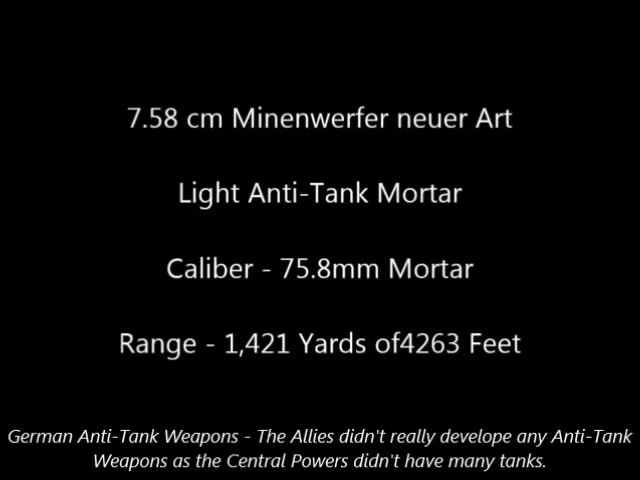 7.58 cm Minenwerfer neuer Art
Light Anti-Tank Mortar
Caliber - 75.8mm Mortar
Range - 1,421 Yards of4263 Feet
German Anti-Tank Weapons - The Allies didn't really develope any Anti-Tank
Weapons as the Central Powers didn't have many tanks.